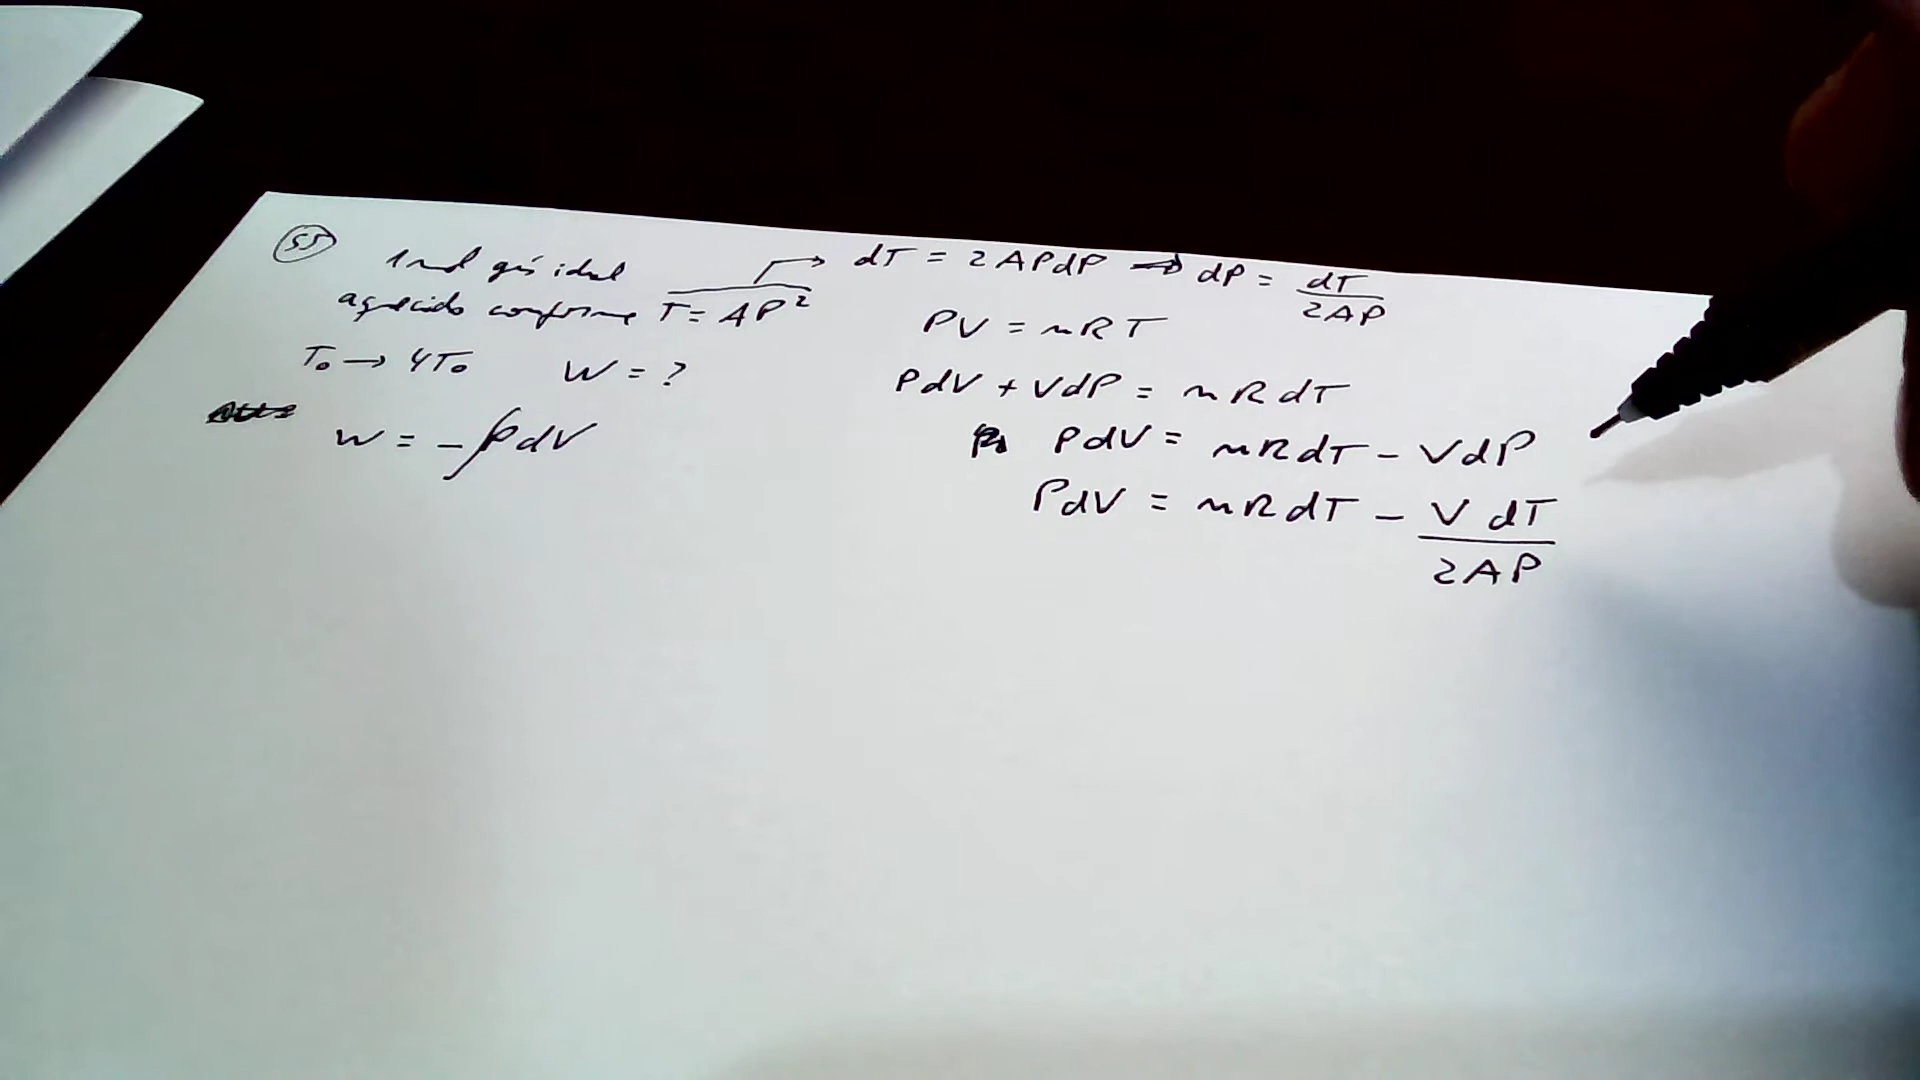 55
1 mol gás ideal
aquecido conforme T = AP²
T₀ → 4T₀ W = ?
W = -∫PdV
→ dT = 2APdP → dP = dT/2AP
PV = nRT
PdV + VdP = nRdT
PdV = nRdT - VdP
PdV = nRdT - V dT/2AP